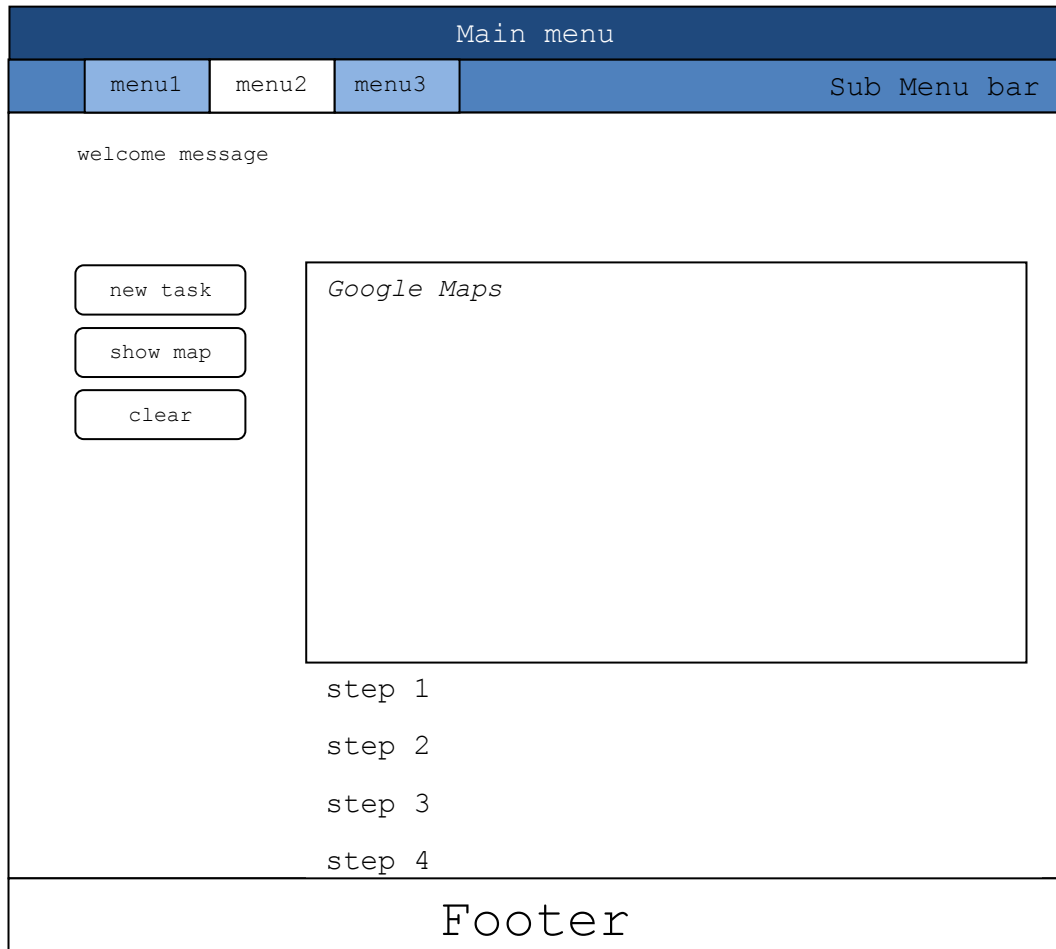 Main menu
menu1 menu2 menu3 Sub Menu bar
welcome message
new task
show map
clear
Google Maps
step 1
step 2
step 3
step 4
Footer